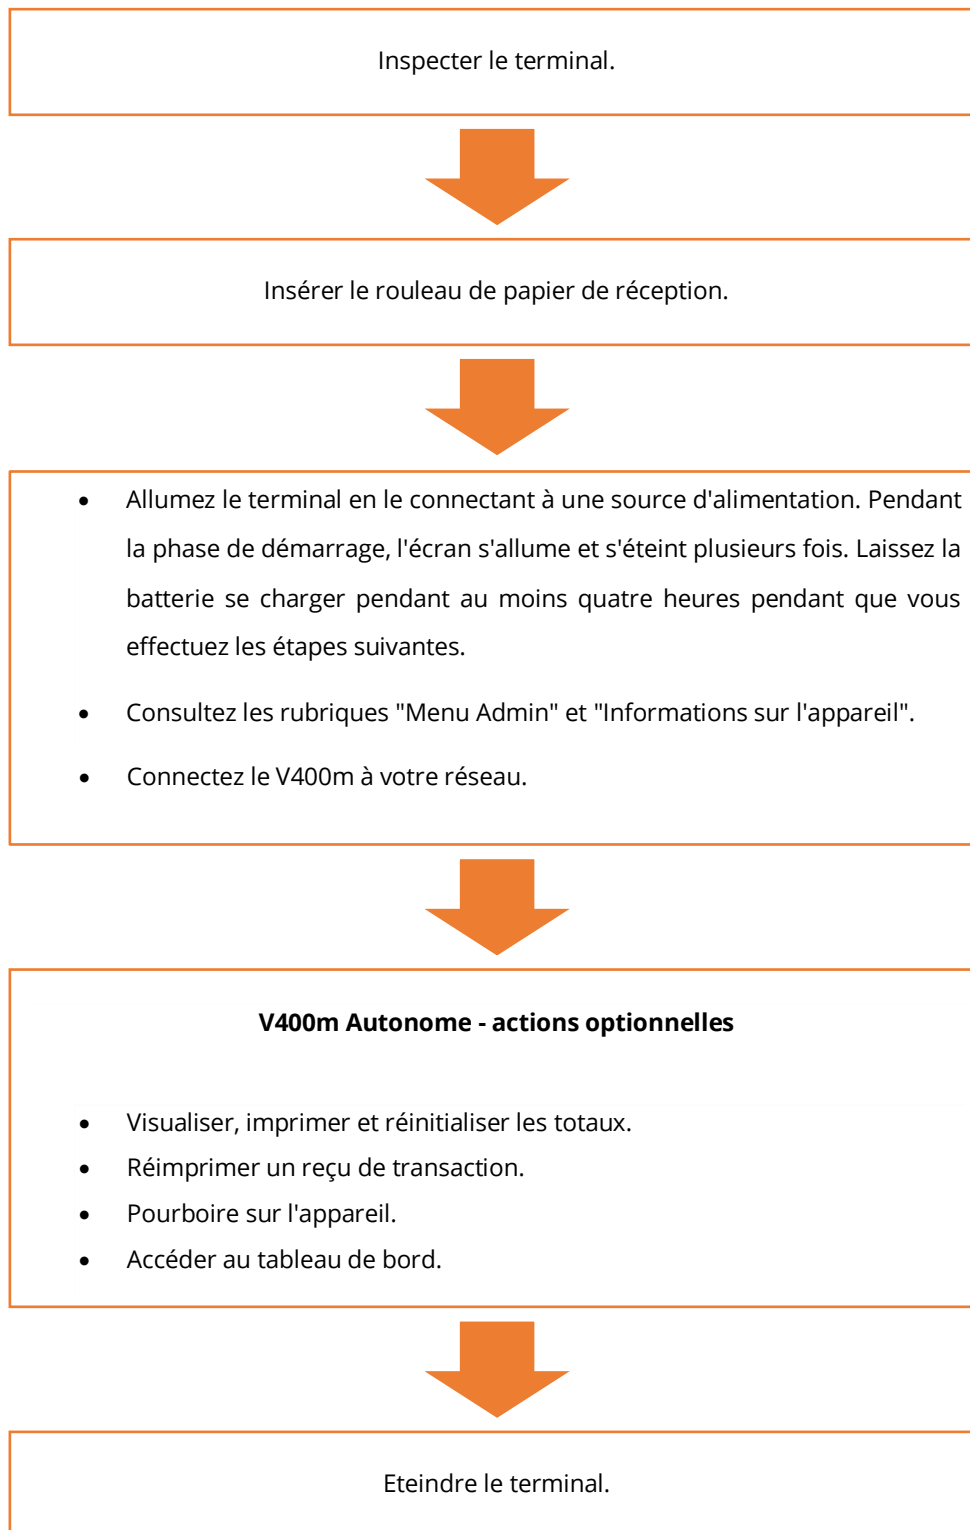 Inspecter le terminal.
Insérer le rouleau de papier de réception.
• Allumez le terminal en le connectant à une source d'alimentation. Pendant
la phase de démarrage, l'écran s'allume et s'éteint plusieurs fois. Laissez la
batterie se charger pendant au moins quatre heures pendant que vous
effectuez les étapes suivantes.
• Consultez les rubriques "Menu Admin" et "Informations sur l'appareil".
• Connectez le V400m à votre réseau.
V400m Autonome - actions optionnelles
• Visualiser, imprimer et réinitialiser les totaux.
• Réimprimer un reçu de transaction.
• Pourboire sur l'appareil.
• Accéder au tableau de bord.
Eteindre le terminal.